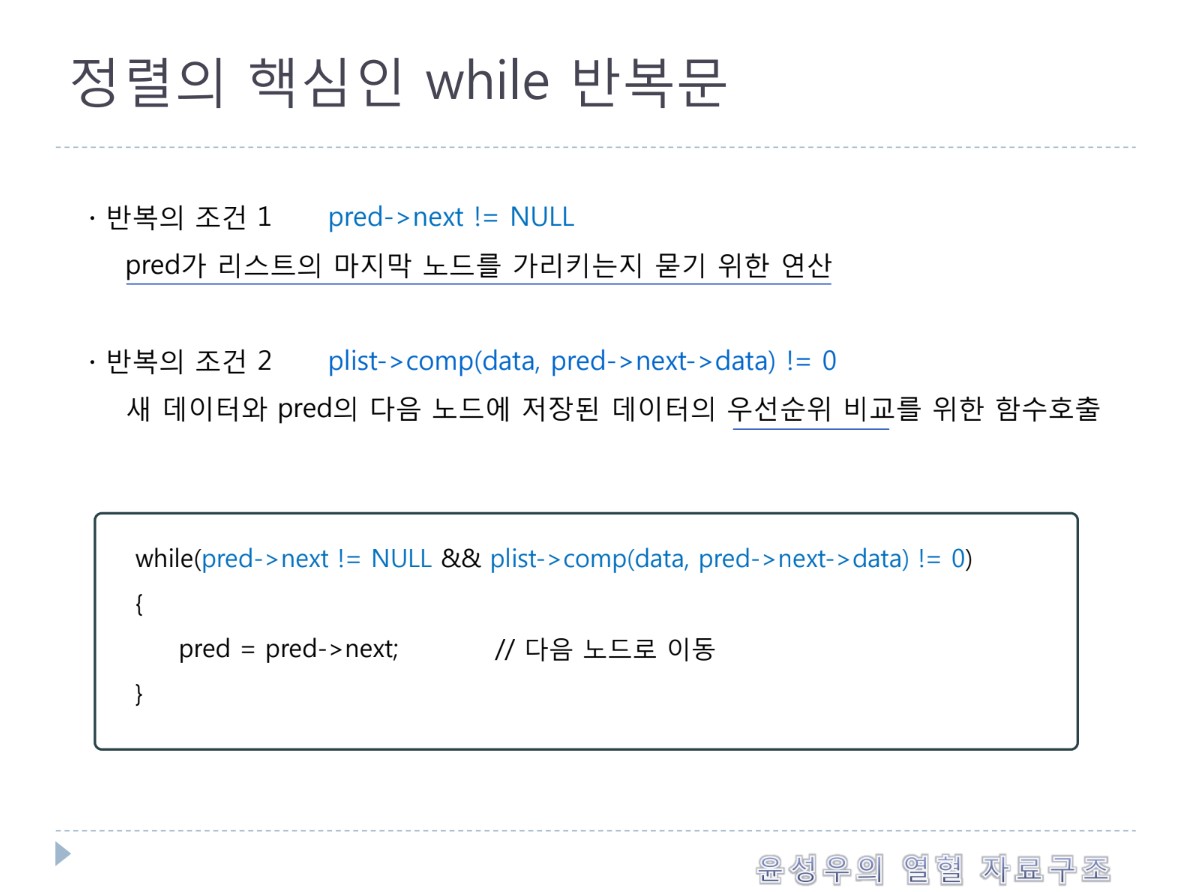 정렬의 핵심인 while 반복문
· 반복의 조건 1 pred->next != NULL
pred가 리스트의 마지막 노드를 가리키는지 묻기 위한 연산
· 반복의 조건 2 plist->comp(data, pred->next->data) != 0
새 데이터와 pred의 다음 노드에 저장된 데이터의 우선순위 비교를 위한 함수호출
while(pred->next != NULL && plist->comp(data, pred->next->data) != 0)
{
pred = pred->next; // 다음 노드로 이동
}
윤성우의 열혈 자료구조